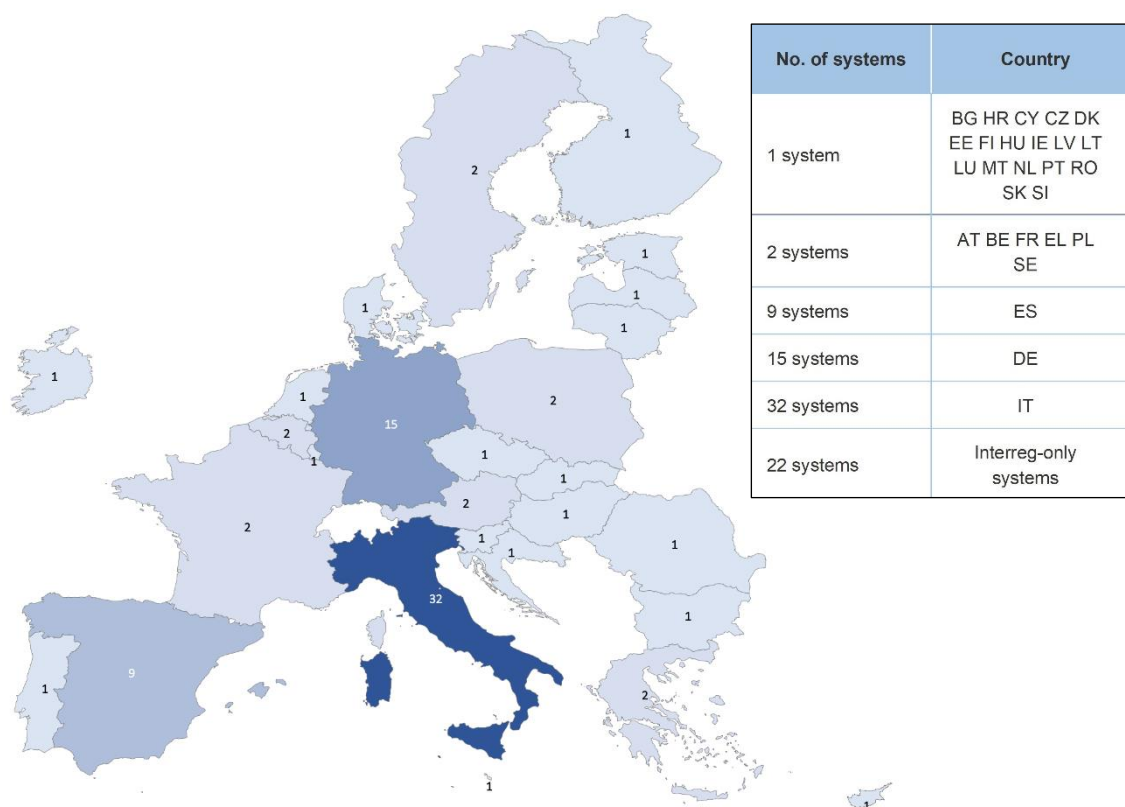 No. of systems Country
1 system
BG HR CY CZ DK
EE FI HU IE LV LT
LU MT NL PT RO
SK SI
2 systems
AT BE FR EL PL
SE
9 systems ES
15 systems DE
32 systems IT
22 systems
Interreg-only
systems
1
2
1
1
1
1
1
1
2
1
15
2
1
1
2
2
1
1
1
1
32
1
9
1
2
1
1